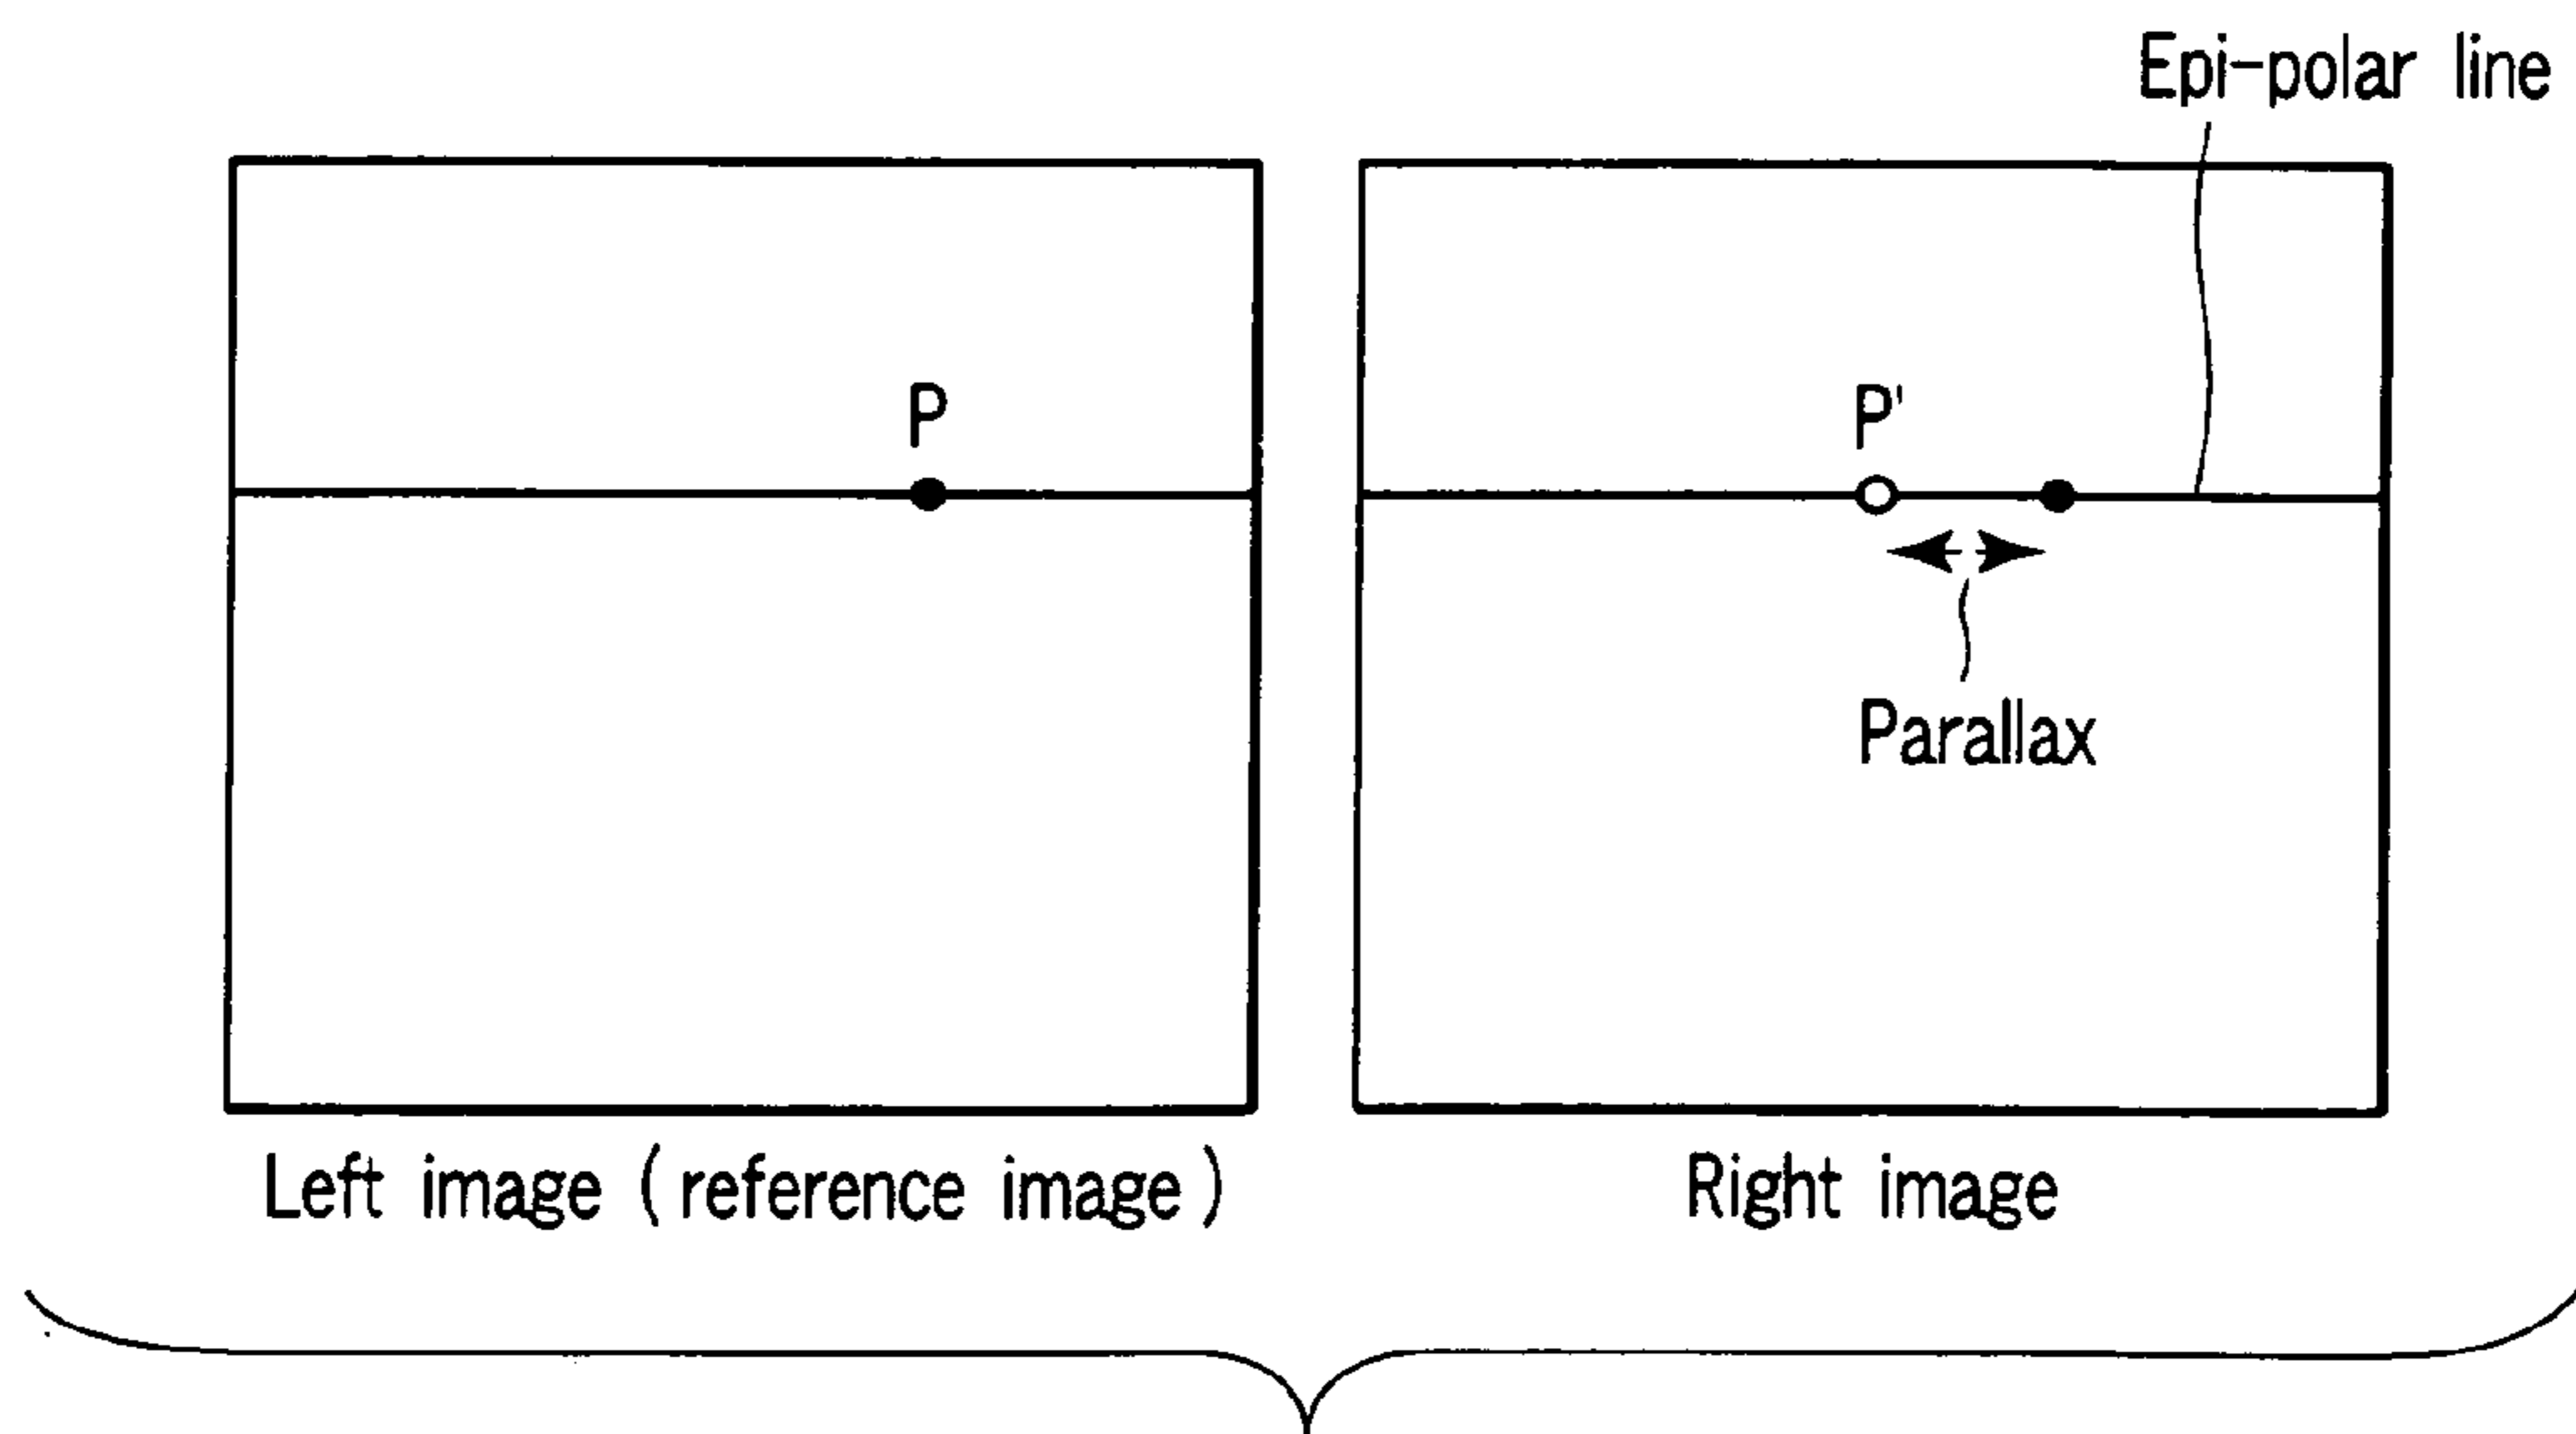 Epi-polar line
P
P'
Parallax
Left image (reference image)
Right image